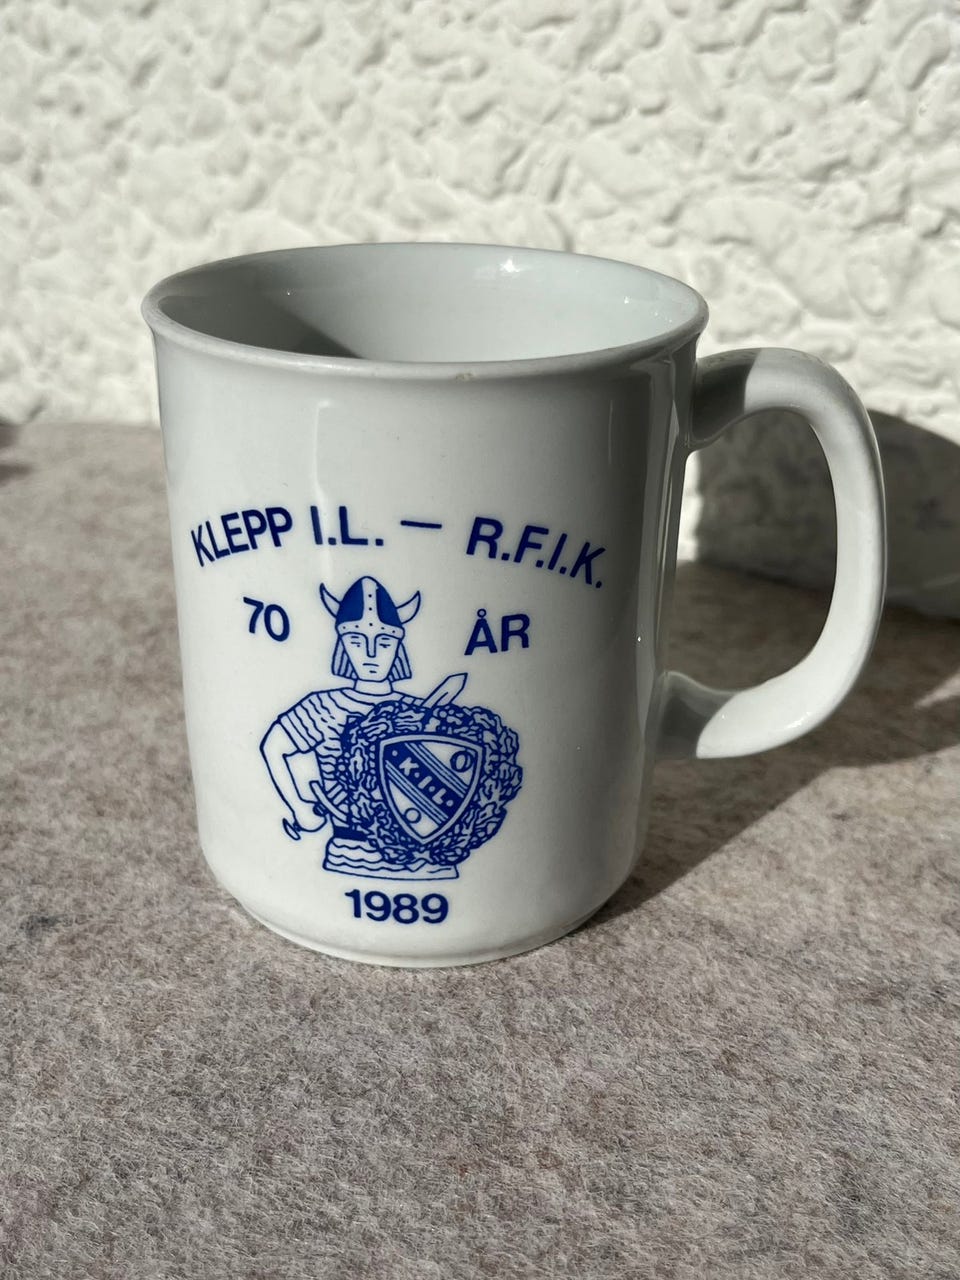 KLEPP I.L. — R.F.I.K.
70 ÅR
• K.I.L. •
1989